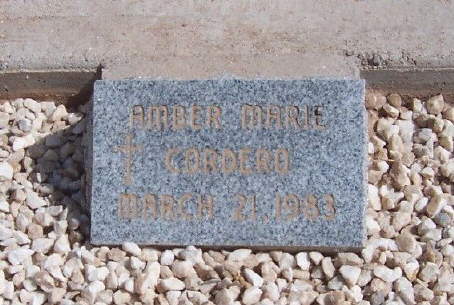 AMBER MARIE
CORDERO
MARCH 21, 1983